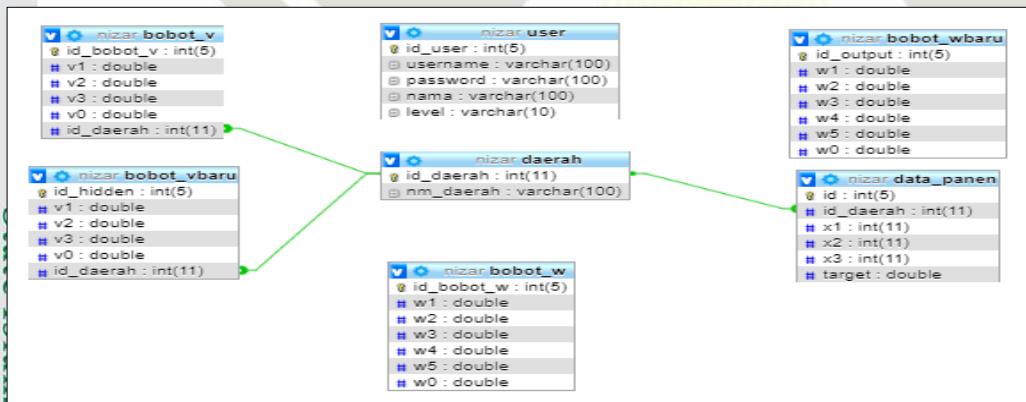 nizar bobot_v
id_bobot_v : int(5)
v1 : double
v2 : double
v3 : double
v0 : double
id_daerah : int(11)
nizar user
id_user : int(5)
username : varchar(100)
password : varchar(100)
nama : varchar(100)
level : varchar(10)
nizar bobot_wbaru
id_output : int(5)
w1 : double
w2 : double
w3 : double
w4 : double
w5 : double
w0 : double
nizar bobot_vbaru
id_hidden : int(5)
v1 : double
v2 : double
v3 : double
v0 : double
id_daerah : int(11)
nizar daerah
id_daerah : int(11)
nm_daerah : varchar(100)
nizar data_panen
id : int(5)
id_daerah : int(11)
x1 : int(11)
x2 : int(11)
x3 : int(11)
target : double
nizar bobot_w
id_bobot_w : int(5)
w1 : double
w2 : double
w3 : double
w4 : double
w5 : double
w0 : double